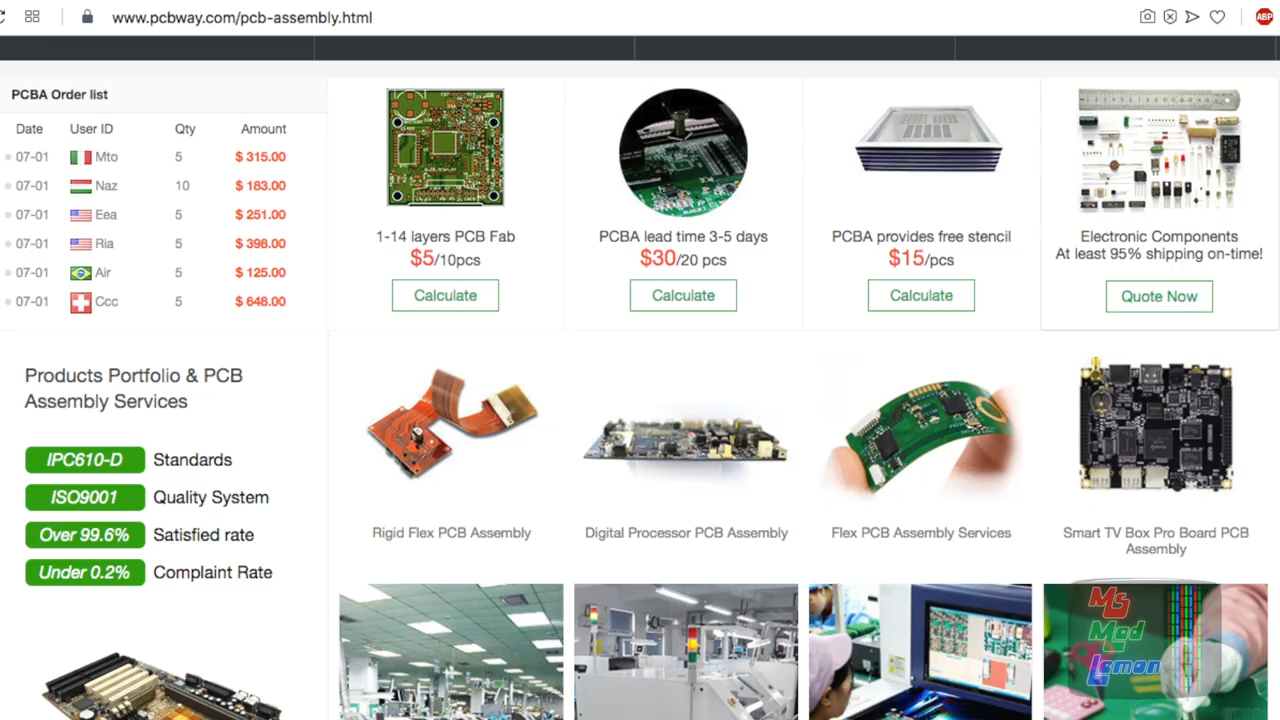 www.pcbway.com/pcb-assembly.html
ABP
PCBA Order list
Date User ID Qty Amount
07-01 Mto 5 $ 315.00
07-01 Naz 10 $ 183.00
07-01 Eea 5 $ 251.00
07-01 Ria 5 $ 398.00
07-01 Air 5 $ 125.00
07-01 Ccc 5 $ 648.00
1-14 layers PCB Fab
$5/10pcs
Calculate
PCBA lead time 3-5 days
$30/20 pcs
Calculate
PCBA provides free stencil
$15/pcs
Calculate
Electronic Components
At least 95% shipping on-time!
Quote Now
Products Portfolio & PCB
Assembly Services
IPC610-D Standards
ISO9001 Quality System
Over 99.6% Satisfied rate
Under 0.2% Complaint Rate
Rigid Flex PCB Assembly
Digital Processor PCB Assembly
Flex PCB Assembly Services
Smart TV Box Pro Board PCB
Assembly
MS
Mad
Lemon